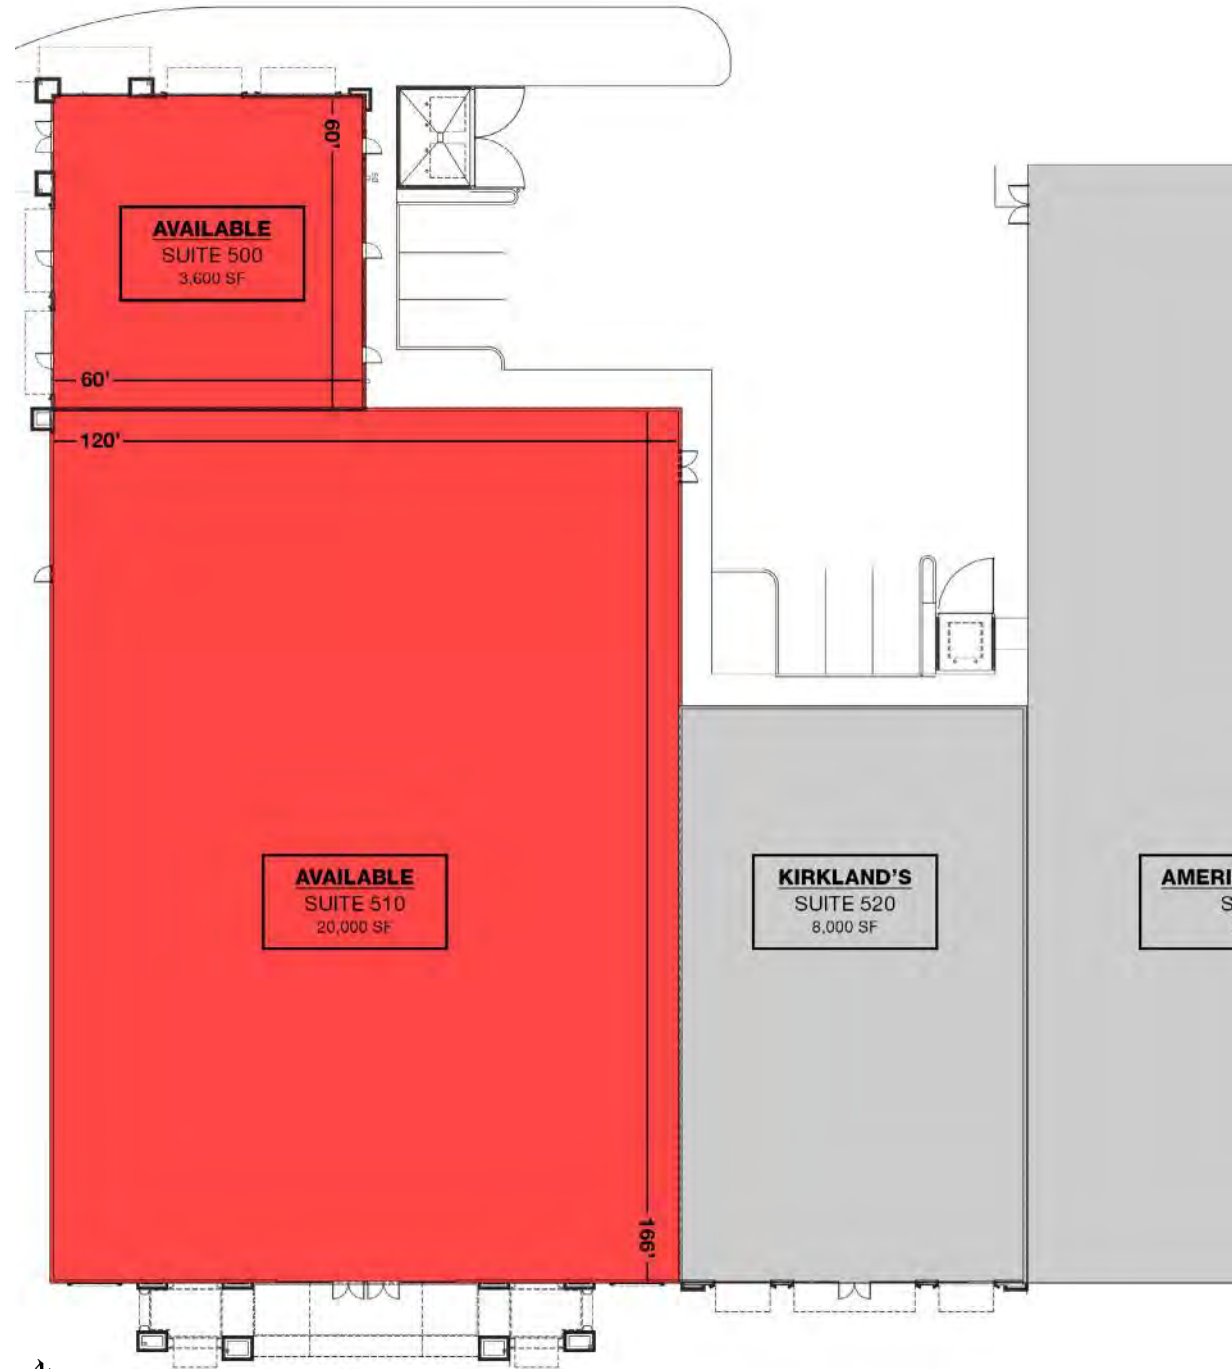 60'
AVAILABLE
SUITE 500
3,600 SF
60'
120'
AVAILABLE
SUITE 510
20,000 SF
KIRKLAND'S
SUITE 520
8,000 SF
AMERI
S
166'